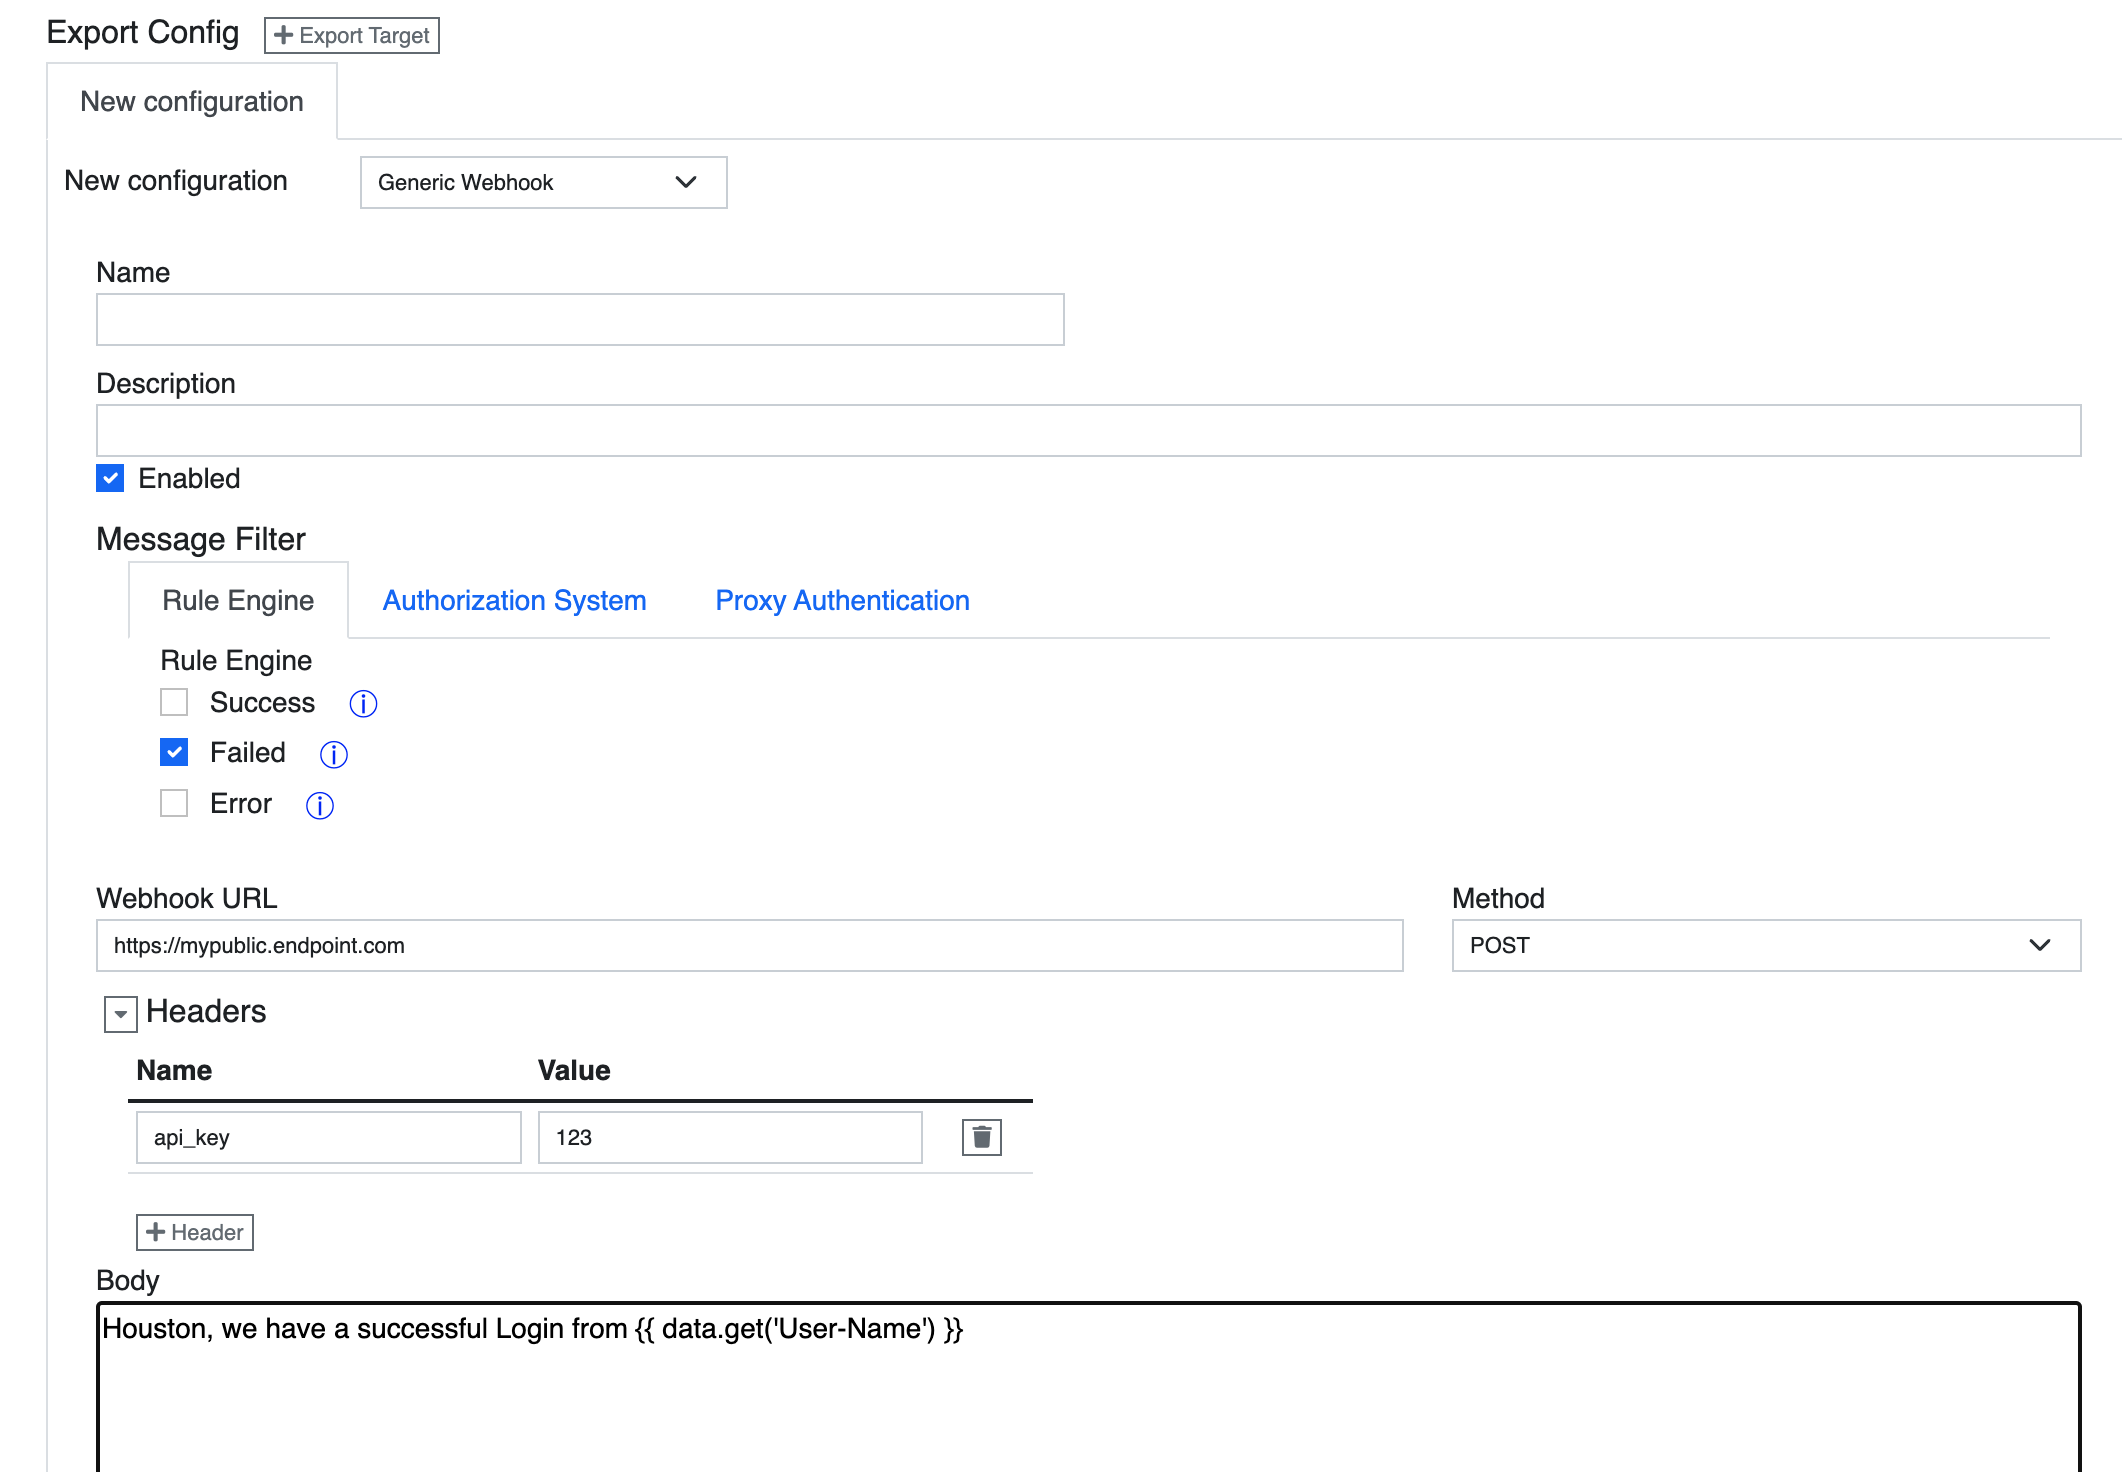 Export Config
Export Target
New configuration
New configuration
Generic Webhook
Name
Description
Enabled
Message Filter
Rule Engine Authorization System Proxy Authentication
Rule Engine
Success
Failed
Error
Webhook URL Method
https://mypublic.endpoint.com POST
Headers
Name Value
api_key 123
Header
Body
Houston, we have a successful Login from {{ data.get('User-Name') }}